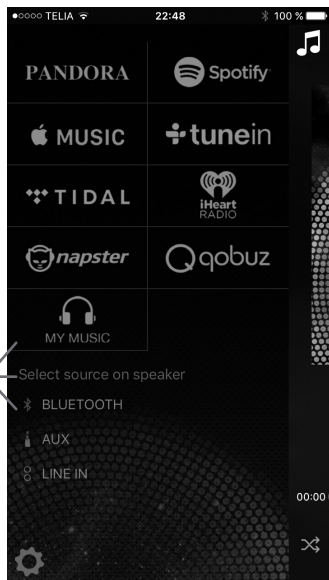 TELIA 22:48 100 %
PANDORA Spotify
MUSIC tunein
TIDAL iHeart
RADIO
napster qobuz
MY MUSIC
Select source on speaker
BLUETOOTH
AUX
LINE IN
00:00